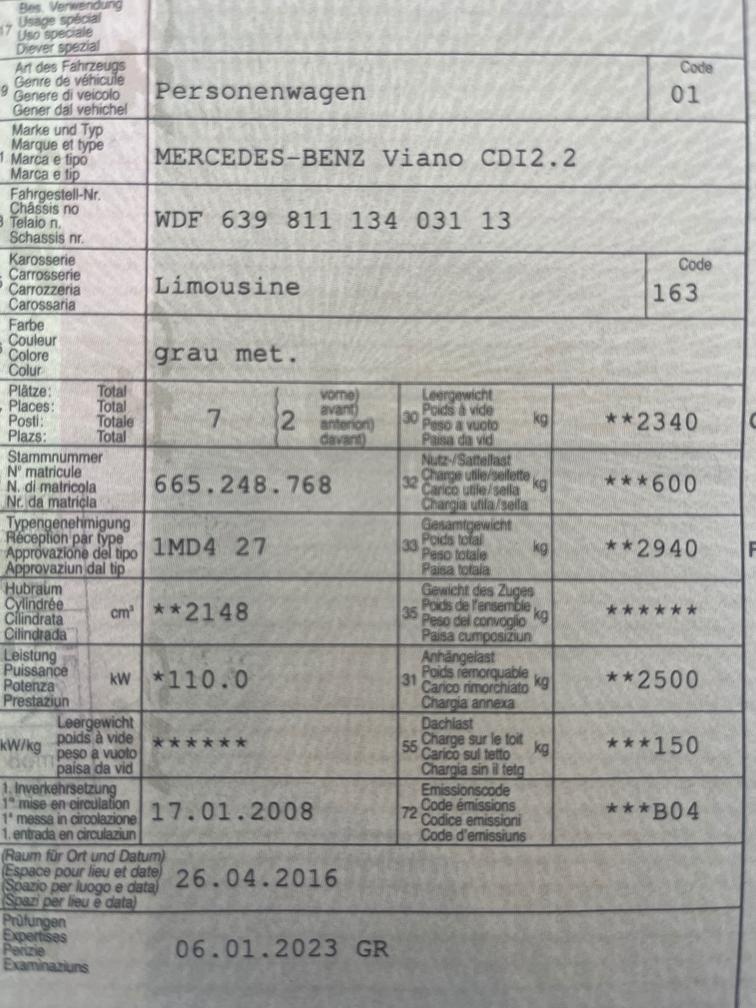 Bes. Verwendung
17 Usage spécial
Uso speciale
Diever spezial
Art des Fahrzeugs
Genre de véhicule
Genere di veicolo
Gener dal vehichel
Personenwagen
Code
01
Marke und Typ
Marque et type
Marca e tipo
Marca e tip
MERCEDES-BENZ Viano CDI2.2
Fahrgestell-Nr.
Châssis no
Telaio n.
Schassis nr.
WDF 639 811 134 031 13
Karosserie
Carrosserie
Carrozzeria
Carossaria
Limousine
Code
163
Farbe
Couleur
Colore
Colur
grau met.
Plätze: Total
Places: Total
Posti: Totale
Plazs: Total
7
2
vorne)
avant)
anteriori)
davant)
30 Leergewicht
Poids à vide
Peso a vuoto
Paisa da vid
kg
**2340
Stammnummer
N° matricule
N. di matricola
Nr. da matricla
665.248.768
32 Nutz-/Sattellast
Charge utile/sellette
Carico utile/sella
Chargia utila/sella
kg
***600
Typengenehmigung
Réception par type
Approvazione del tipo
Approvaziun dal tip
1MD4 27
33 Gesamtgewicht
Poids total
Peso totale
Paisa totala
kg
**2940
Hubraum
Cylindrée
Cilindrata
Cilindrada
cm³
**2148
35 Gewicht des Zuges
Poids de l'ensemble
Peso del convoglio
Paisa cumposiziun
kg
******
Leistung
Puissance
Potenza
Prestaziun
kW
*110.0
31 Anhängelast
Poids remorquable
Carico rimorchiato
Chargia annexa
kg
**2500
kW/kg
Leergewicht
poids à vide
peso a vuoto
paisa da vid
******
55 Dachlast
Charge sur le toit
Carico sul tetto
Chargia sin il tetg
kg
***150
1. Inverkehrsetzung
1re mise en circulation
1a messa in circolazione
1. entrada en circulaziun
17.01.2008
72 Emissionscode
Code émissions
Codice emissioni
Code d'emissiuns
***B04
(Raum für Ort und Datum)
(Espace pour lieu et date)
(Spazio per luogo e data)
(Spazi per lieu e data)
26.04.2016
Prüfungen
Expertises
Perizie
Examinaziuns
06.01.2023 GR